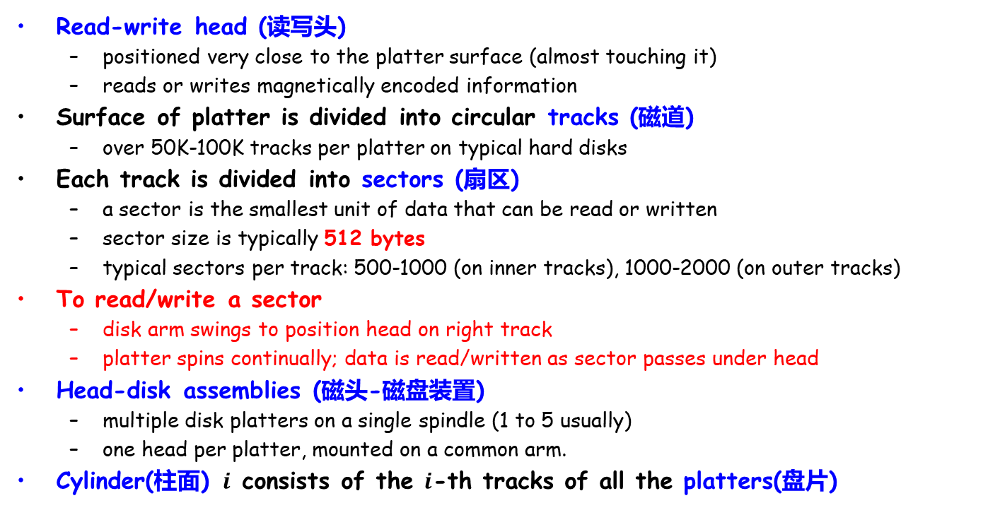 • Read-write head (读写头)
– positioned very close to the platter surface (almost touching it)
– reads or writes magnetically encoded information
• Surface of platter is divided into circular tracks (磁道)
– over 50K-100K tracks per platter on typical hard disks
• Each track is divided into sectors (扇区)
– a sector is the smallest unit of data that can be read or written
– sector size is typically 512 bytes
– typical sectors per track: 500-1000 (on inner tracks), 1000-2000 (on outer tracks)
• To read/write a sector
– disk arm swings to position head on right track
– platter spins continually; data is read/written as sector passes under head
• Head-disk assemblies (磁头-磁盘装置)
– multiple disk platters on a single spindle (1 to 5 usually)
– one head per platter, mounted on a common arm.
• Cylinder(柱面) i consists of the i-th tracks of all the platters(盘片)